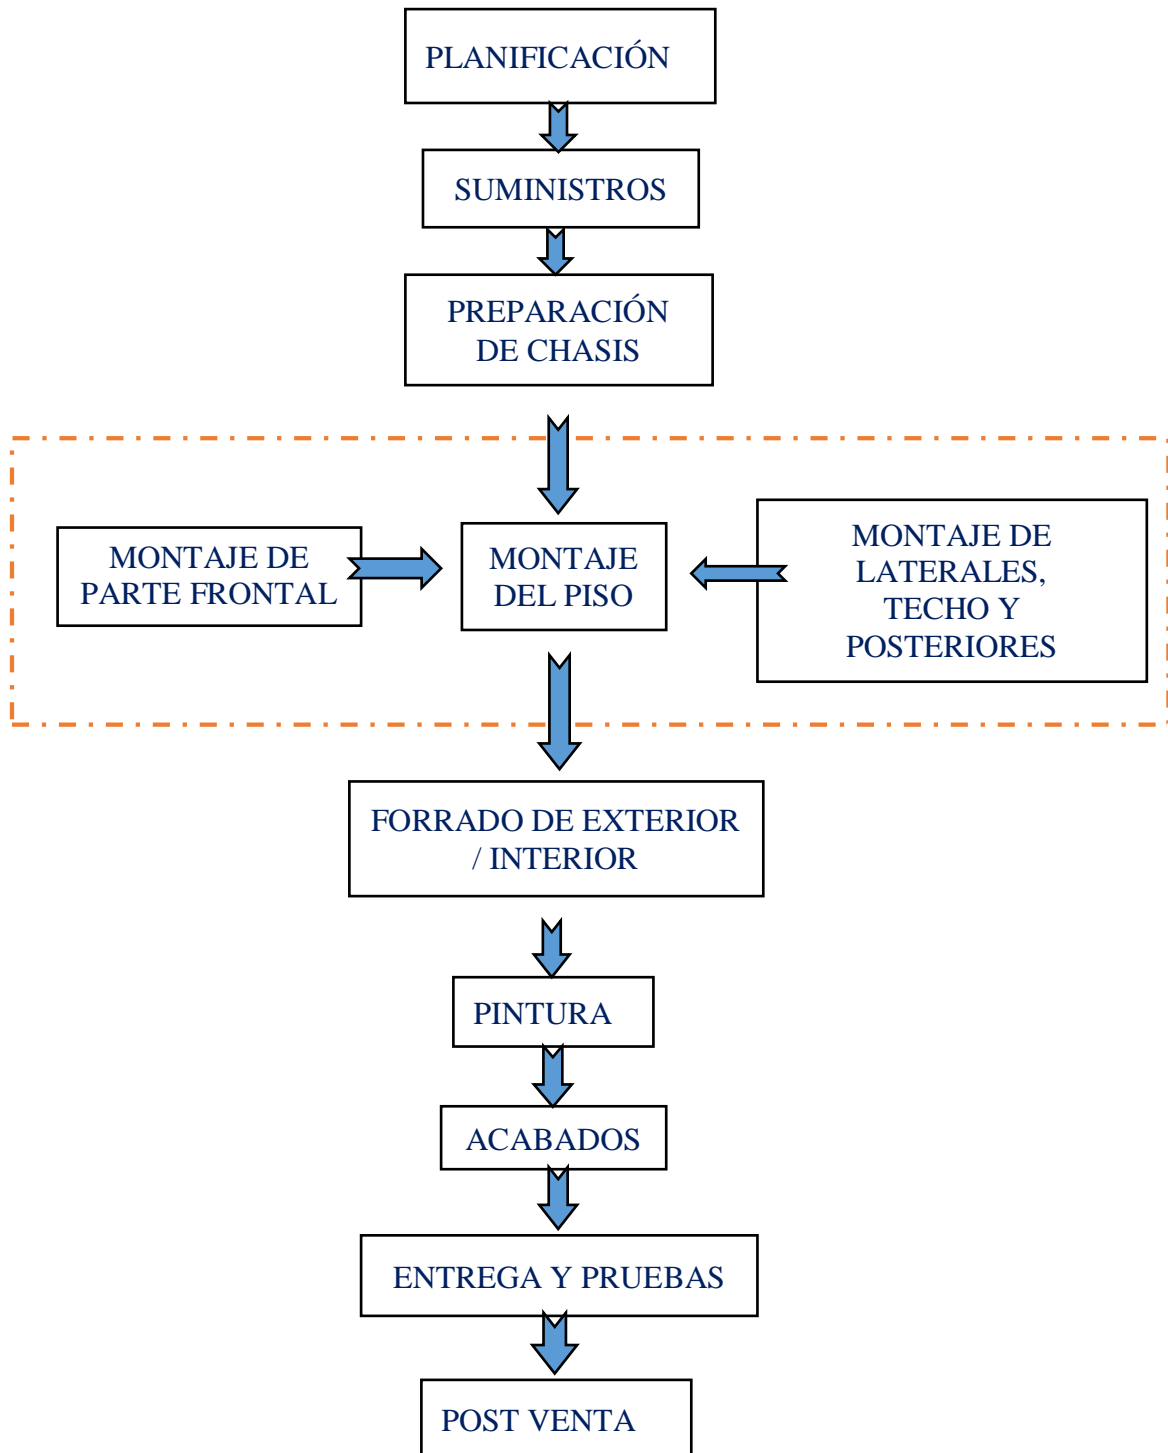 PLANIFICACIÓN
SUMINISTROS
PREPARACIÓN
DE CHASIS
MONTAJE DE
PARTE FRONTAL
MONTAJE
DEL PISO
MONTAJE DE
LATERALES,
TECHO Y
POSTERIORES
FORRADO DE EXTERIOR
/ INTERIOR
PINTURA
ACABADOS
ENTREGA Y PRUEBAS
POST VENTA